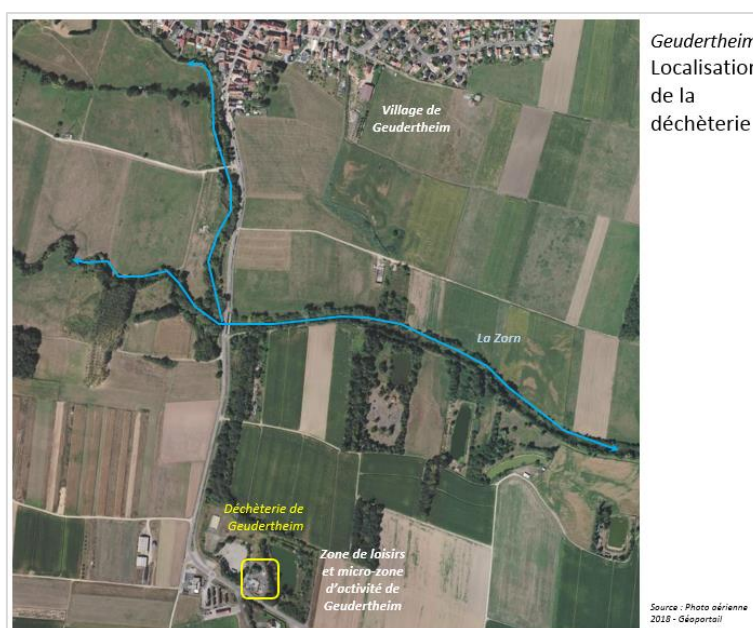 Geudertheim
Localisation
de la
déchèterie
Village de
Geudertheim
La Zorn
Déchèterie de
Geudertheim
Zone de loisirs
et micro-zone
d'activité de
Geudertheim
Source : Photo aérienne
2018 - Géoportail